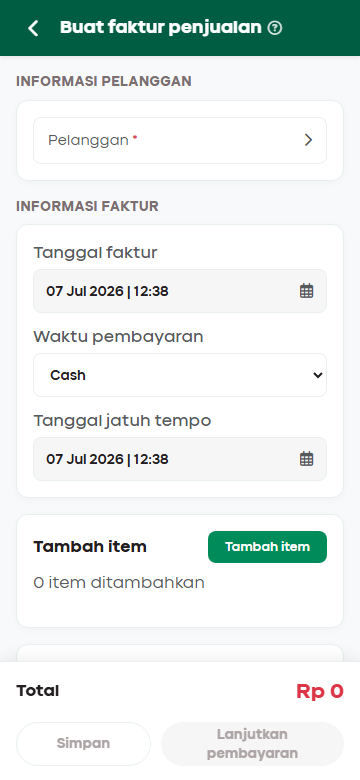 Buat faktur penjualan
INFORMASI PELANGGAN
Pelanggan *
INFORMASI FAKTUR
Tanggal faktur
07 Jul 2026 | 12:38
Waktu pembayaran
Cash
Tanggal jatuh tempo
07 Jul 2026 | 12:38
Tambah item
Tambah item
0 item ditambahkan
Total
Rp 0
Simpan
Lanjutkan
pembayaran